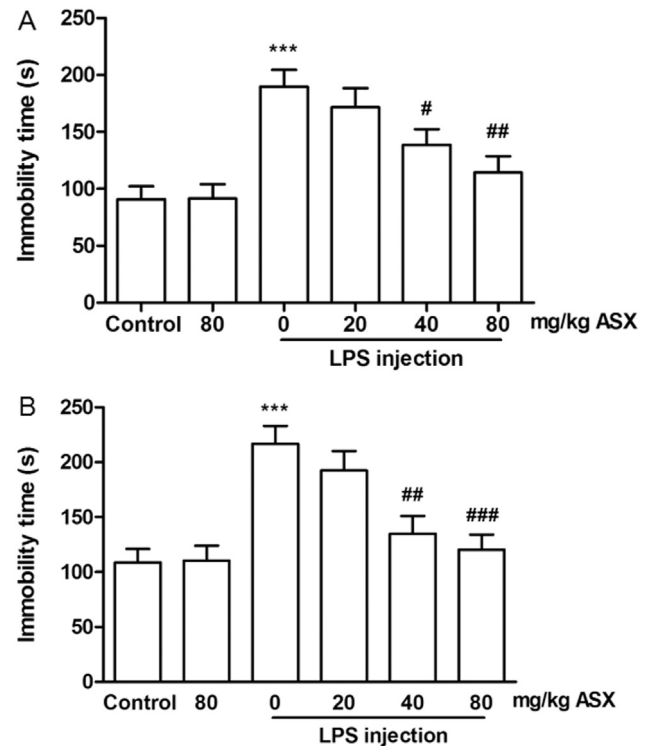 A
250
200
150
100
50
0
Immobility time (s)
***
#
##
Control 80 0 20 40 80 mg/kg ASX
LPS injection
B
250
200
150
100
50
0
Immobility time (s)
***
##
###
Control 80 0 20 40 80 mg/kg ASX
LPS injection